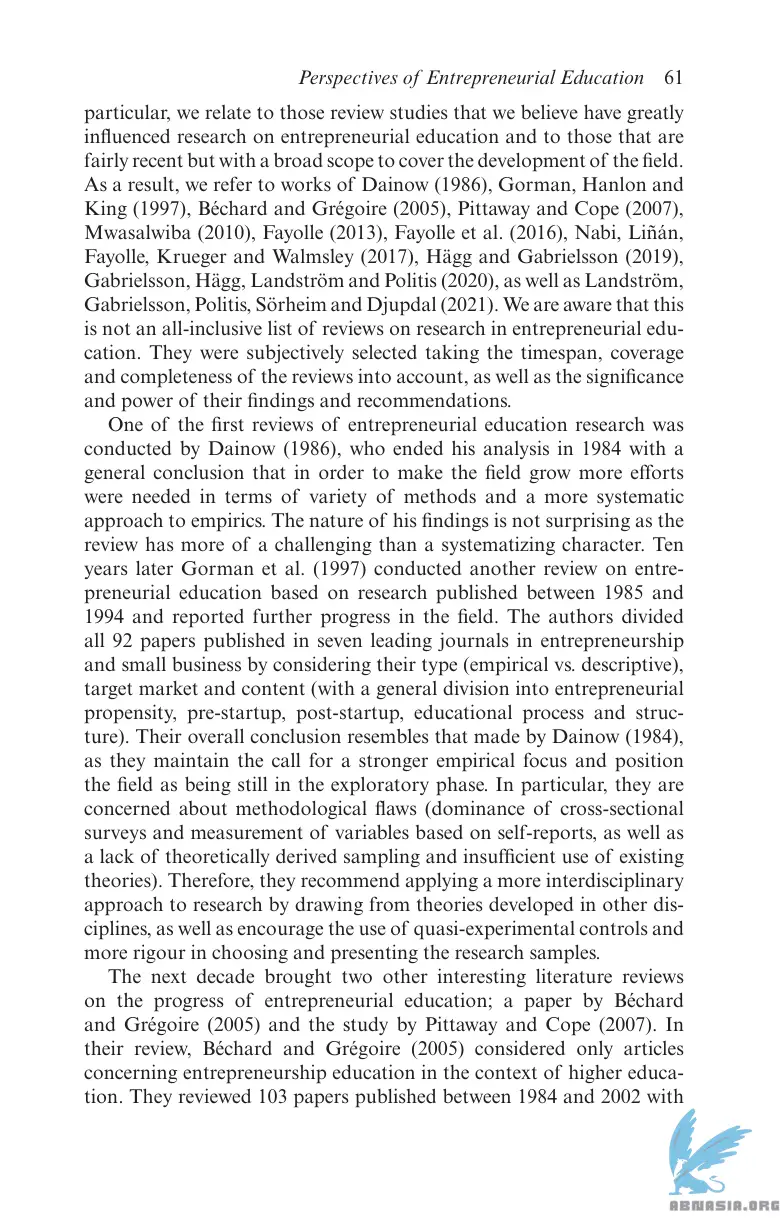 Perspectives of Entrepreneurial Education 61
particular, we relate to those review studies that we believe have greatly
influenced research on entrepreneurial education and to those that are
fairly recent but with a broad scope to cover the development of the field.
As a result, we refer to works of Dainow (1986), Gorman, Hanlon and
King (1997), Béchard and Grégoire (2005), Pittaway and Cope (2007),
Mwasalwiba (2010), Fayolle (2013), Fayolle et al. (2016), Nabi, Liñán,
Fayolle, Krueger and Walmsley (2017), Hägg and Gabrielsson (2019),
Gabrielsson, Hägg, Landström and Politis (2020), as well as Landström,
Gabrielsson, Politis, Sörheim and Djupdal (2021). We are aware that this
is not an all-inclusive list of reviews on research in entrepreneurial edu-
cation. They were subjectively selected taking the timespan, coverage
and completeness of the reviews into account, as well as the significance
and power of their findings and recommendations.
One of the first reviews of entrepreneurial education research was
conducted by Dainow (1986), who ended his analysis in 1984 with a
general conclusion that in order to make the field grow more efforts
were needed in terms of variety of methods and a more systematic
approach to empirics. The nature of his findings is not surprising as the
review has more of a challenging than a systematizing character. Ten
years later Gorman et al. (1997) conducted another review on entre-
preneurial education based on research published between 1985 and
1994 and reported further progress in the field. The authors divided
all 92 papers published in seven leading journals in entrepreneurship
and small business by considering their type (empirical vs. descriptive),
target market and content (with a general division into entrepreneurial
propensity, pre-startup, post-startup, educational process and struc-
ture). Their overall conclusion resembles that made by Dainow (1984),
as they maintain the call for a stronger empirical focus and position
the field as being still in the exploratory phase. In particular, they are
concerned about methodological flaws (dominance of cross-sectional
surveys and measurement of variables based on self-reports, as well as
a lack of theoretically derived sampling and insufficient use of existing
theories). Therefore, they recommend applying a more interdisciplinary
approach to research by drawing from theories developed in other dis-
ciplines, as well as encourage the use of quasi-experimental controls and
more rigour in choosing and presenting the research samples.
The next decade brought two other interesting literature reviews
on the progress of entrepreneurial education; a paper by Béchard
and Grégoire (2005) and the study by Pittaway and Cope (2007). In
their review, Béchard and Grégoire (2005) considered only articles
concerning entrepreneurship education in the context of higher educa-
tion. They reviewed 103 papers published between 1984 and 2002 with
ABNASIA.ORG